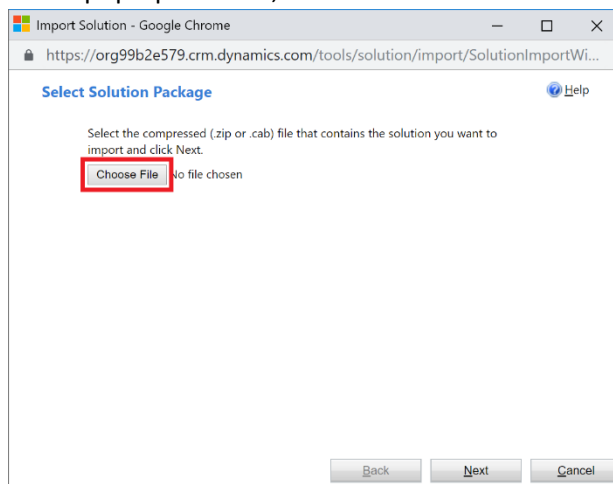 Import Solution - Google Chrome
https://org99b2e579.crm.dynamics.com/tools/solution/import/SolutionImportWi...
Select Solution Package
Help
Select the compressed (.zip or .cab) file that contains the solution you want to
import and click Next.
Choose File No file chosen
Back Next Cancel